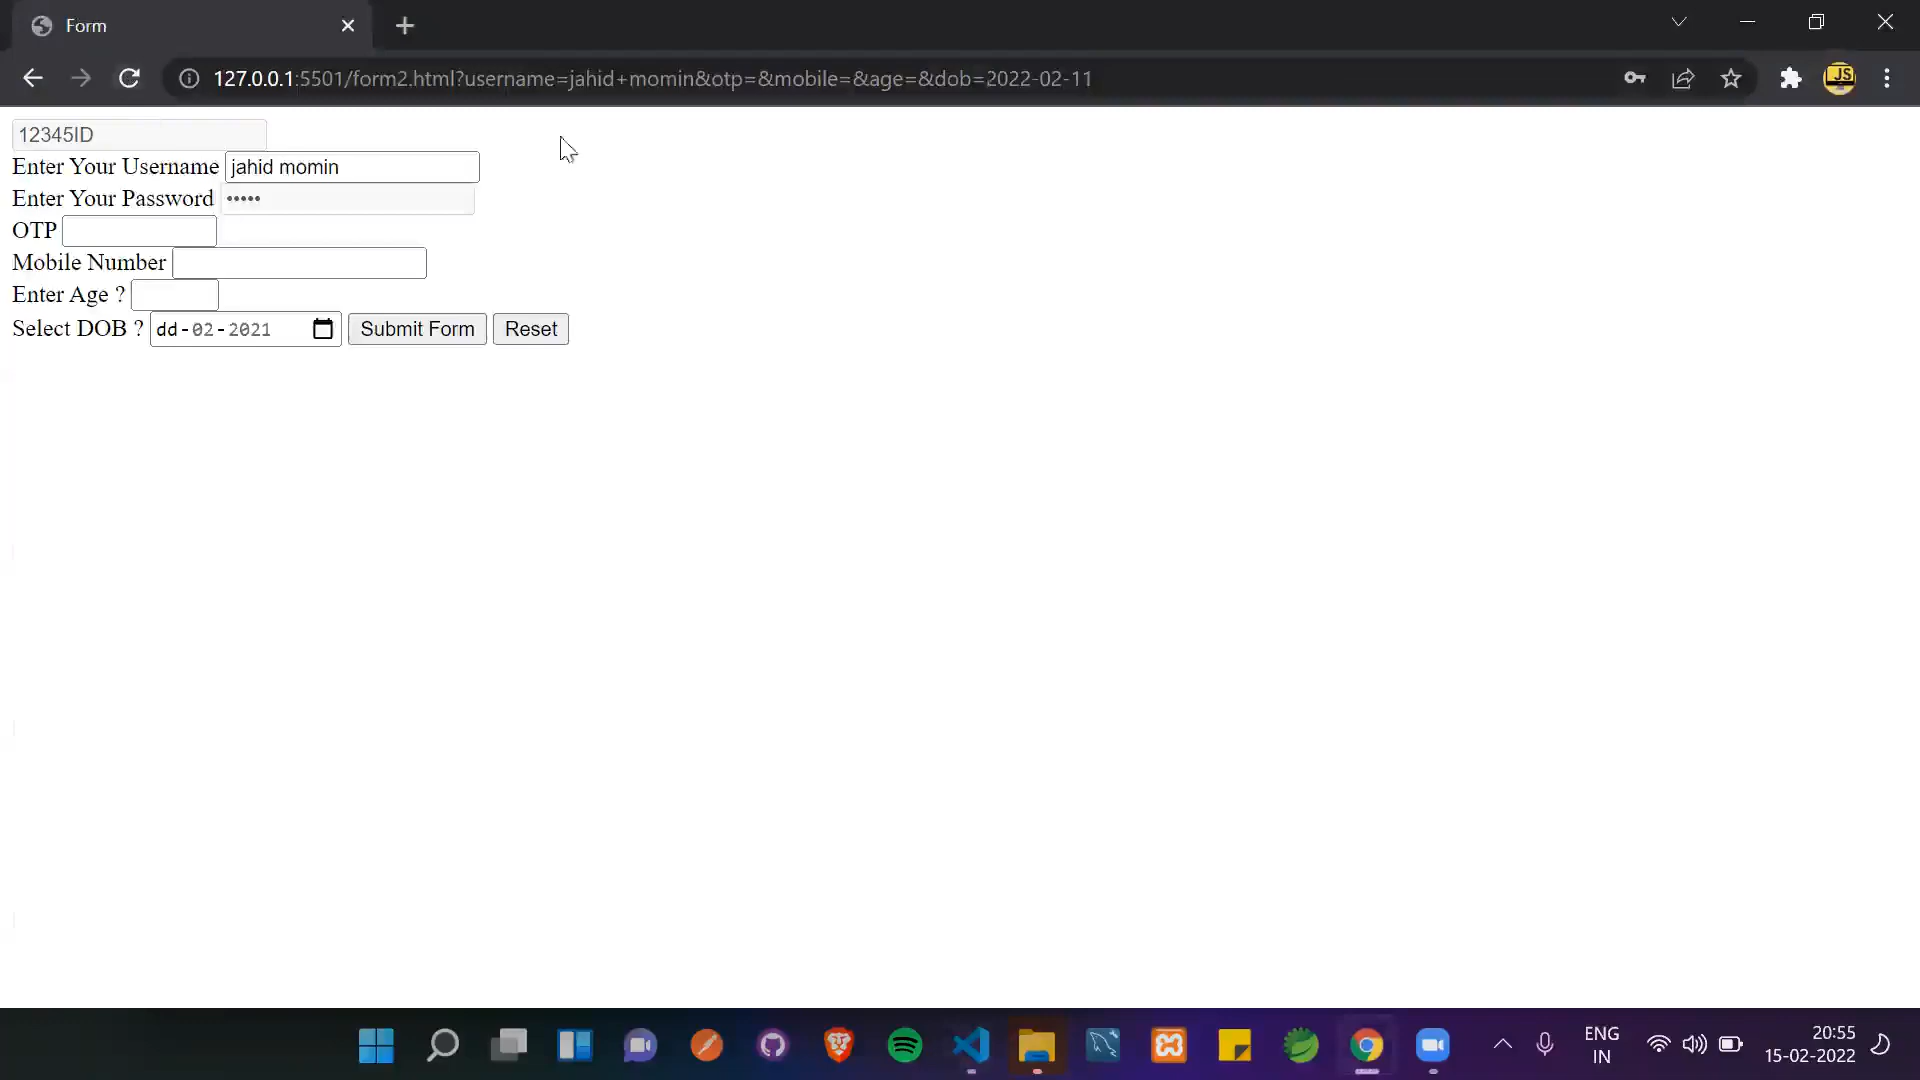 Form
127.0.0.1:5501/form2.html?username=jahid+momin&otp=&mobile=&age=&dob=2022-02-11
JS
12345ID
Enter Your Username jahid momin
Enter Your Password •••••
OTP
Mobile Number
Enter Age ?
Select DOB ? dd-02-2021 Submit Form Reset
ENG
IN
20:55
15-02-2022